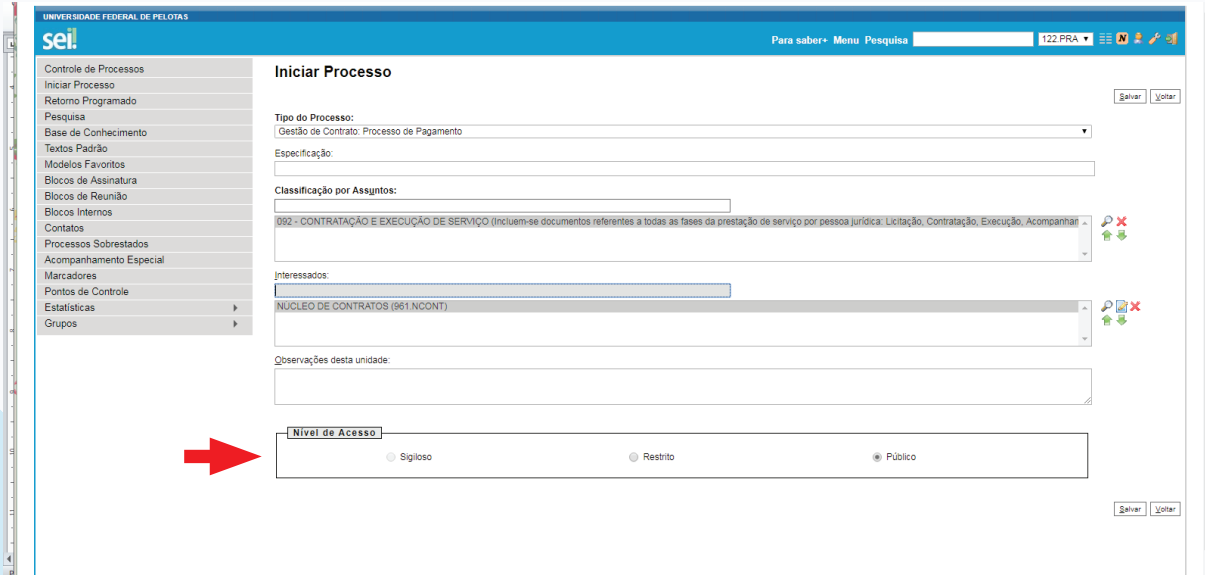 UNIVERSIDADE FEDERAL DE PELOTAS
sei!
Para saber+ Menu Pesquisa
122.PRA
N
Controle de Processos
Iniciar Processo
Retorno Programado
Pesquisa
Base de Conhecimento
Textos Padrão
Modelos Favoritos
Blocos de Assinatura
Blocos de Reunião
Blocos Internos
Contatos
Processos Sobrestados
Acompanhamento Especial
Marcadores
Pontos de Controle
Estatísticas
Grupos
Iniciar Processo
Salvar Voltar
Tipo do Processo:
Gestão de Contrato: Processo de Pagamento
Especificação:
Classificação por Assuntos:
092 - CONTRATAÇÃO E EXECUÇÃO DE SERVIÇO (Incluem-se documentos referentes a todas as fases da prestação de serviço por pessoa jurídica: Licitação, Contratação, Execução, Acompanhan
Interessados:
NÚCLEO DE CONTRATOS (961.NCONT)
Observações desta unidade:
Nível de Acesso
Sigiloso Restrito Público
Salvar Voltar